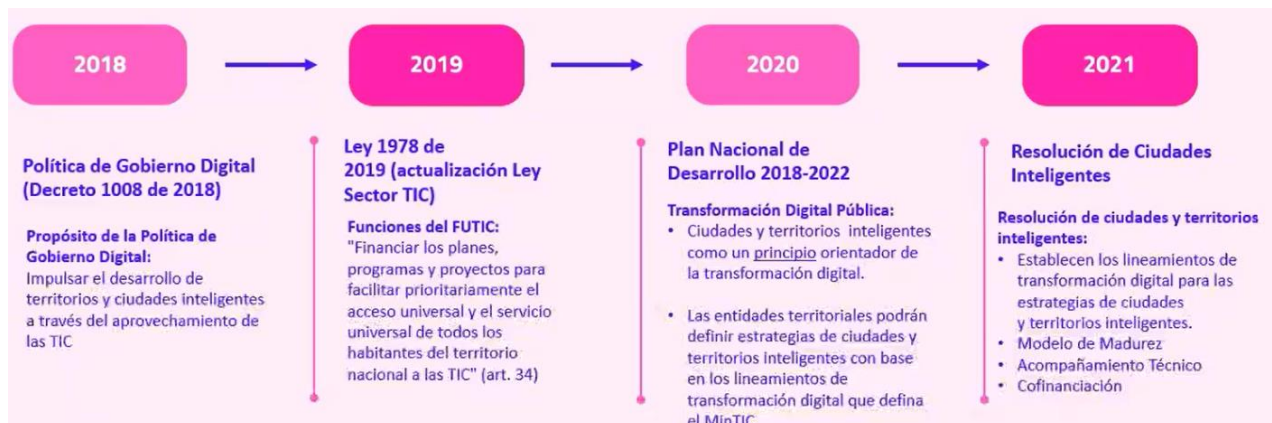 2018
2019
2020
2021
Política de Gobierno Digital
(Decreto 1008 de 2018)
Propósito de la Política de
Gobierno Digital:
Impulsar el desarrollo de
territorios y ciudades inteligentes
a través del aprovechamiento de
las TIC
Ley 1978 de
2019 (actualización Ley
Sector TIC)
Funciones del FUTIC:
"Financiar los planes,
programas y proyectos para
facilitar prioritariamente el
acceso universal y el servicio
universal de todos los
habitantes del territorio
nacional a las TIC" (art. 34)
Plan Nacional de
Desarrollo 2018-2022
Transformación Digital Pública:
• Ciudades y territorios inteligentes
como un principio orientador de
la transformación digital.
• Las entidades territoriales podrán
definir estrategias de ciudades y
territorios inteligentes con base
en los lineamientos de
transformación digital que defina
el MinTIC
Resolución de Ciudades
Inteligentes
Resolución de ciudades y territorios
inteligentes:
• Establecen los lineamientos de
transformación digital para las
estrategias de ciudades
y territorios inteligentes.
• Modelo de Madurez
• Acompañamiento Técnico
• Cofinanciación